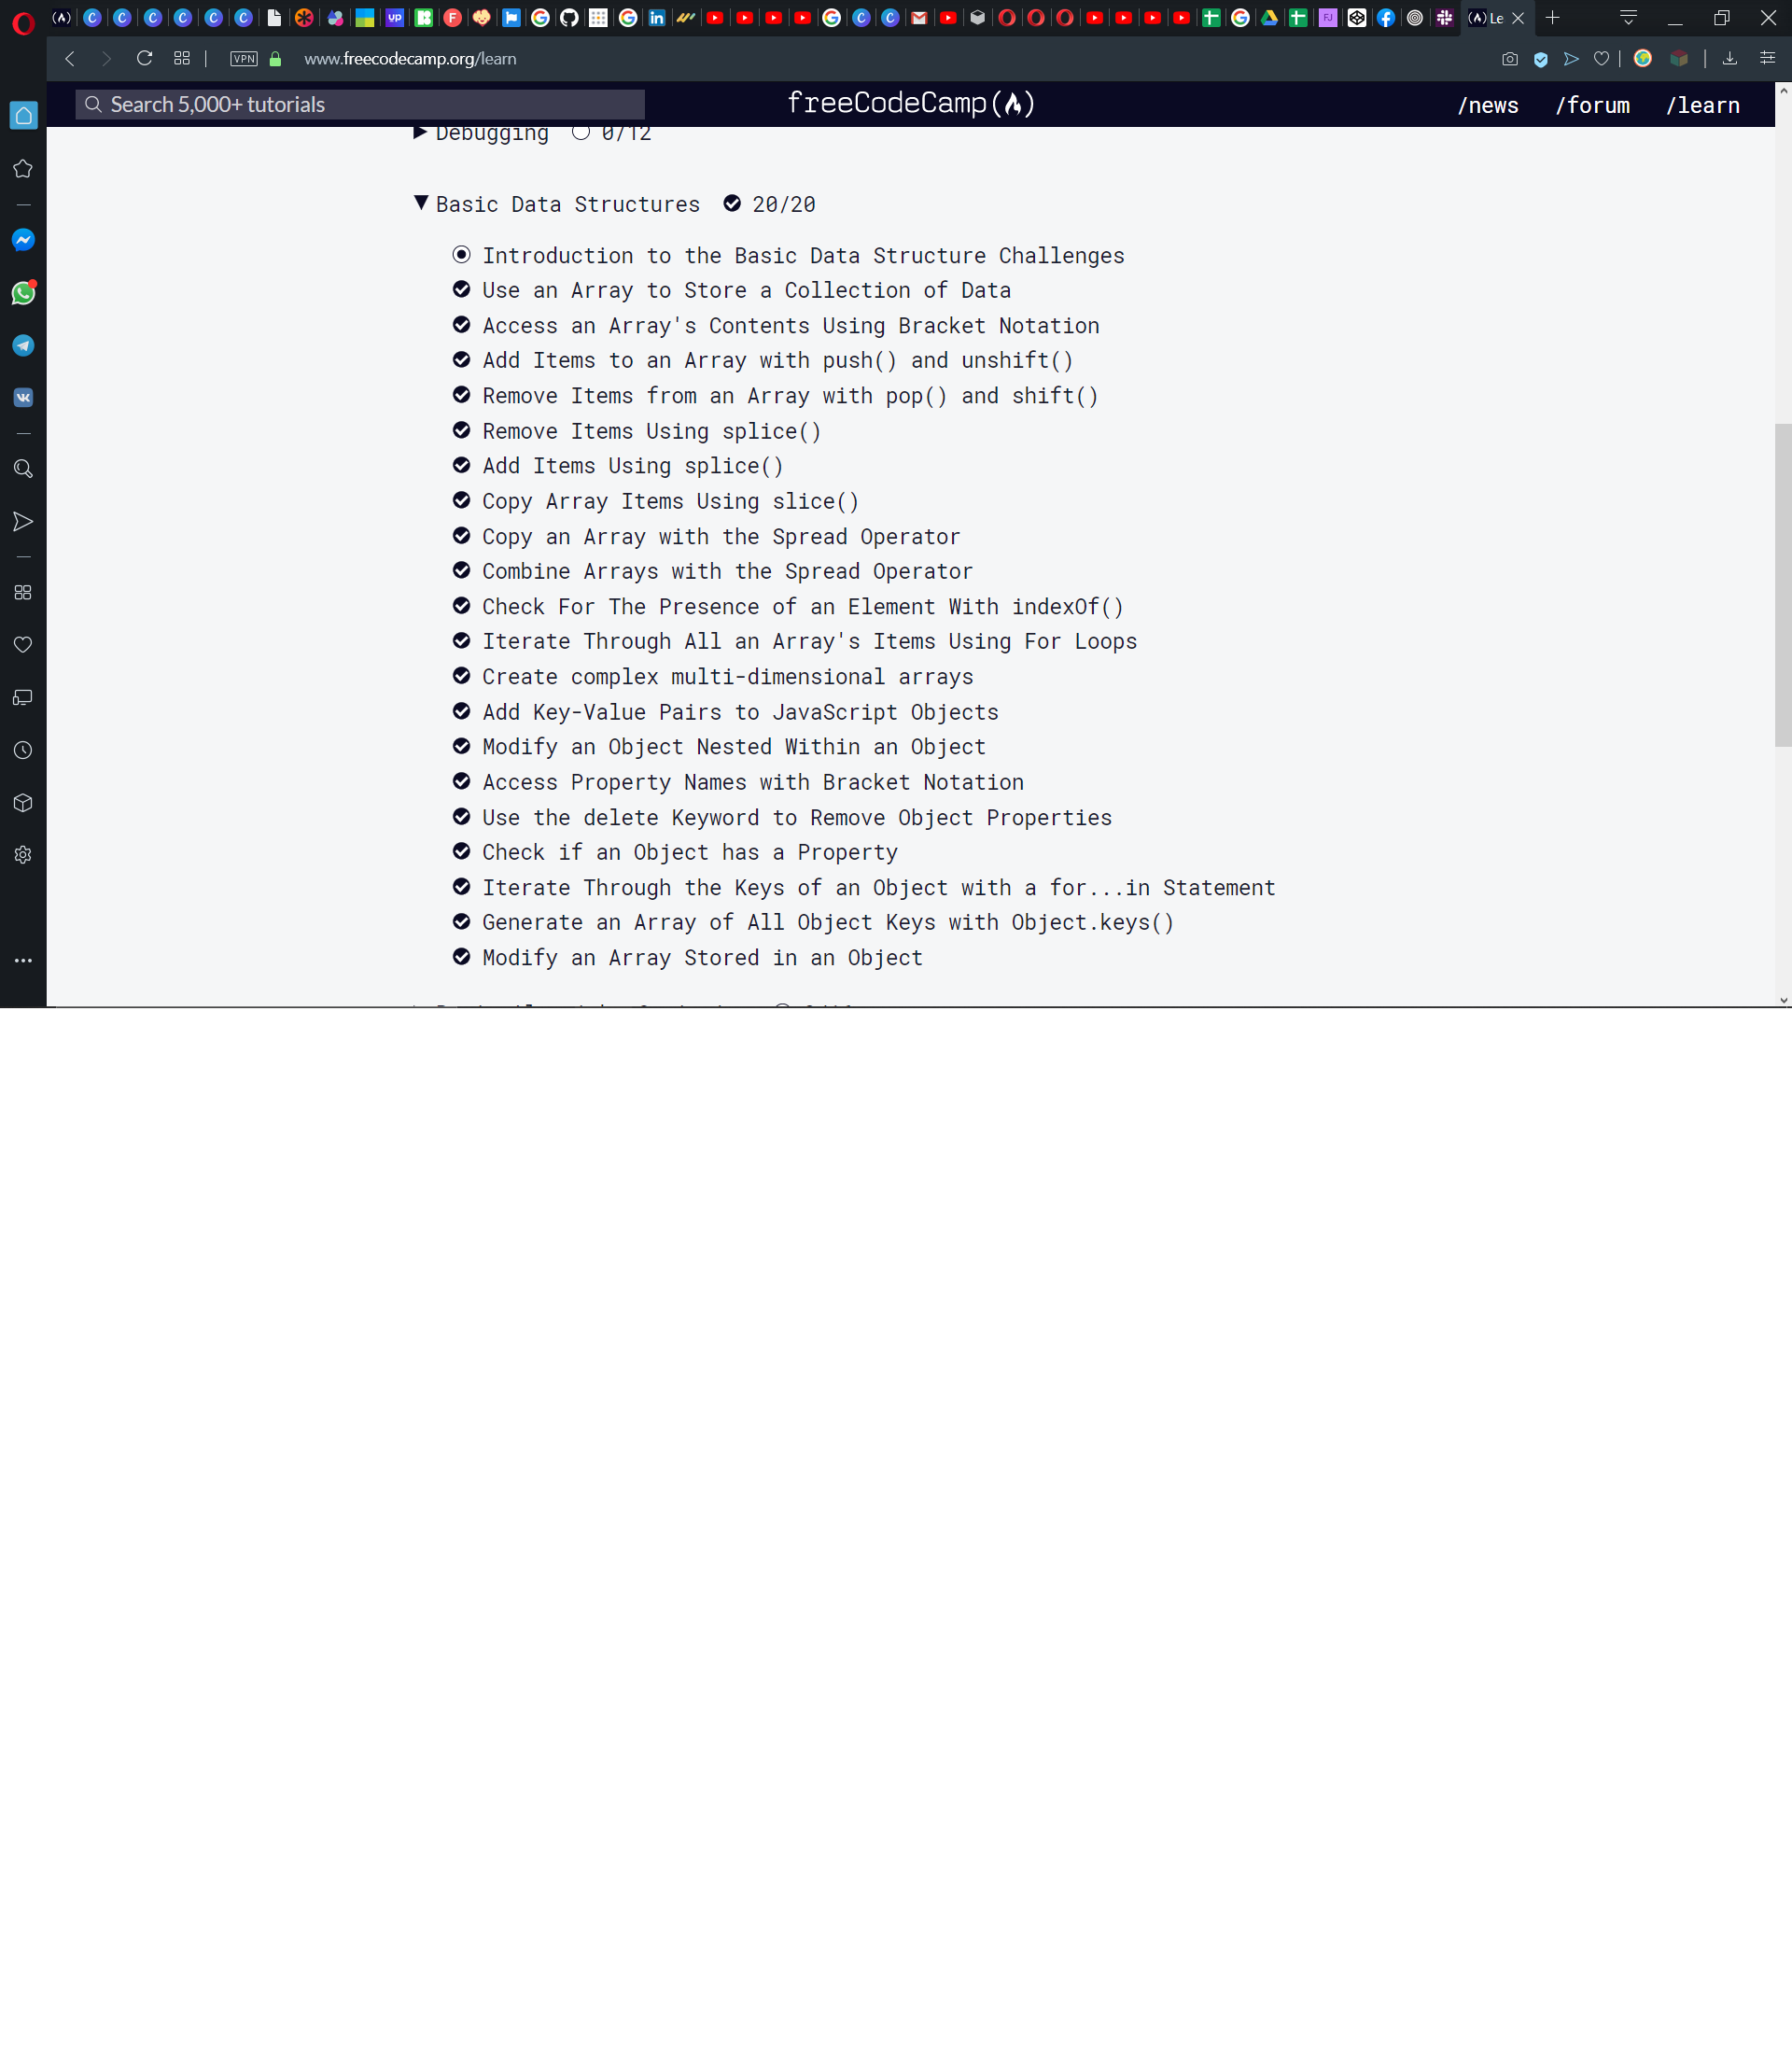 Le
VPN
www.freecodecamp.org/learn
Search 5,000+ tutorials
freeCodeCamp(🔥)
/news /forum /learn
Debugging 0/12
Basic Data Structures 20/20
Introduction to the Basic Data Structure Challenges
Use an Array to Store a Collection of Data
Access an Array's Contents Using Bracket Notation
Add Items to an Array with push() and unshift()
Remove Items from an Array with pop() and shift()
Remove Items Using splice()
Add Items Using splice()
Copy Array Items Using slice()
Copy an Array with the Spread Operator
Combine Arrays with the Spread Operator
Check For The Presence of an Element With indexOf()
Iterate Through All an Array's Items Using For Loops
Create complex multi-dimensional arrays
Add Key-Value Pairs to JavaScript Objects
Modify an Object Nested Within an Object
Access Property Names with Bracket Notation
Use the delete Keyword to Remove Object Properties
Check if an Object has a Property
Iterate Through the Keys of an Object with a for...in Statement
Generate an Array of All Object Keys with Object.keys()
Modify an Array Stored in an Object